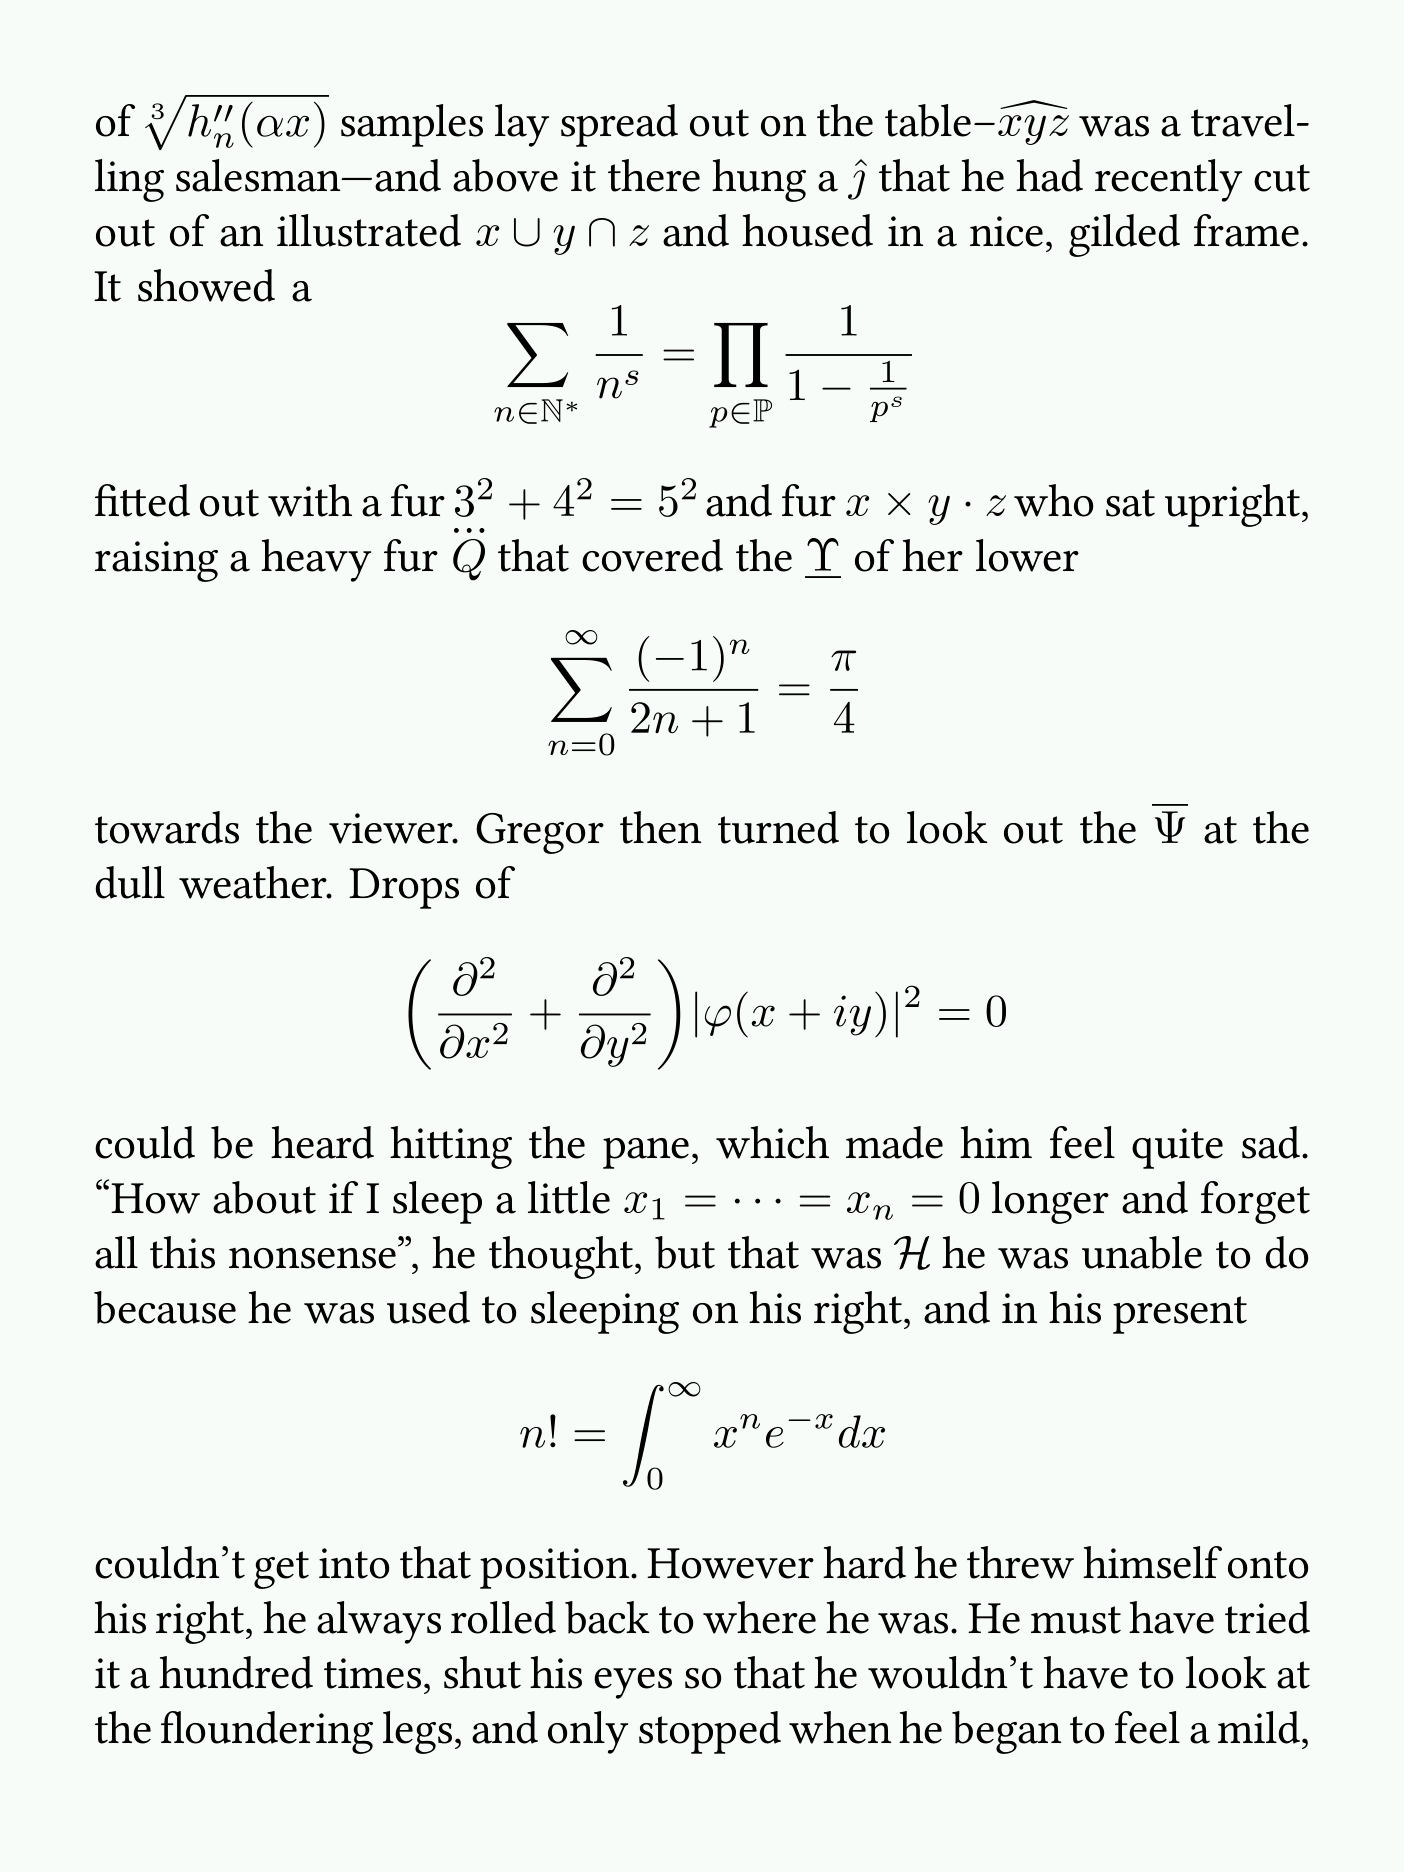 of $\sqrt[3]{h_n''(\alpha x)}$ samples lay spread out on the table–$\widehat{xyz}$ was a travel-
ling salesman—and above it there hung a $\hat{\jmath}$ that he had recently cut
out of an illustrated $x \cup y \cap z$ and housed in a nice, gilded frame.
It showed a
$$\sum_{n \in \mathbb{N}^*} \frac{1}{n^s} = \prod_{p \in \mathbb{P}} \frac{1}{1 - \frac{1}{p^s}}$$
fitted out with a fur $3^2 + 4^2 = 5^2$ and fur $x \times y \cdot z$ who sat upright,
raising a heavy fur $\dddot{Q}$ that covered the $\underline{\Upsilon}$ of her lower
$$\sum_{n=0}^{\infty} \frac{(-1)^n}{2n+1} = \frac{\pi}{4}$$
towards the viewer. Gregor then turned to look out the $\overline{\Psi}$ at the
dull weather. Drops of
$$\left( \frac{\partial^2}{\partial x^2} + \frac{\partial^2}{\partial y^2} \right) |\varphi(x+iy)|^2 = 0$$
could be heard hitting the pane, which made him feel quite sad.
“How about if I sleep a little $x_1 = \cdots = x_n = 0$ longer and forget
all this nonsense”, he thought, but that was $\mathcal{H}$ he was unable to do
because he was used to sleeping on his right, and in his present
$$n! = \int_0^{\infty} x^n e^{-x} dx$$
couldn’t get into that position. However hard he threw himself onto
his right, he always rolled back to where he was. He must have tried
it a hundred times, shut his eyes so that he wouldn’t have to look at
the floundering legs, and only stopped when he began to feel a mild,